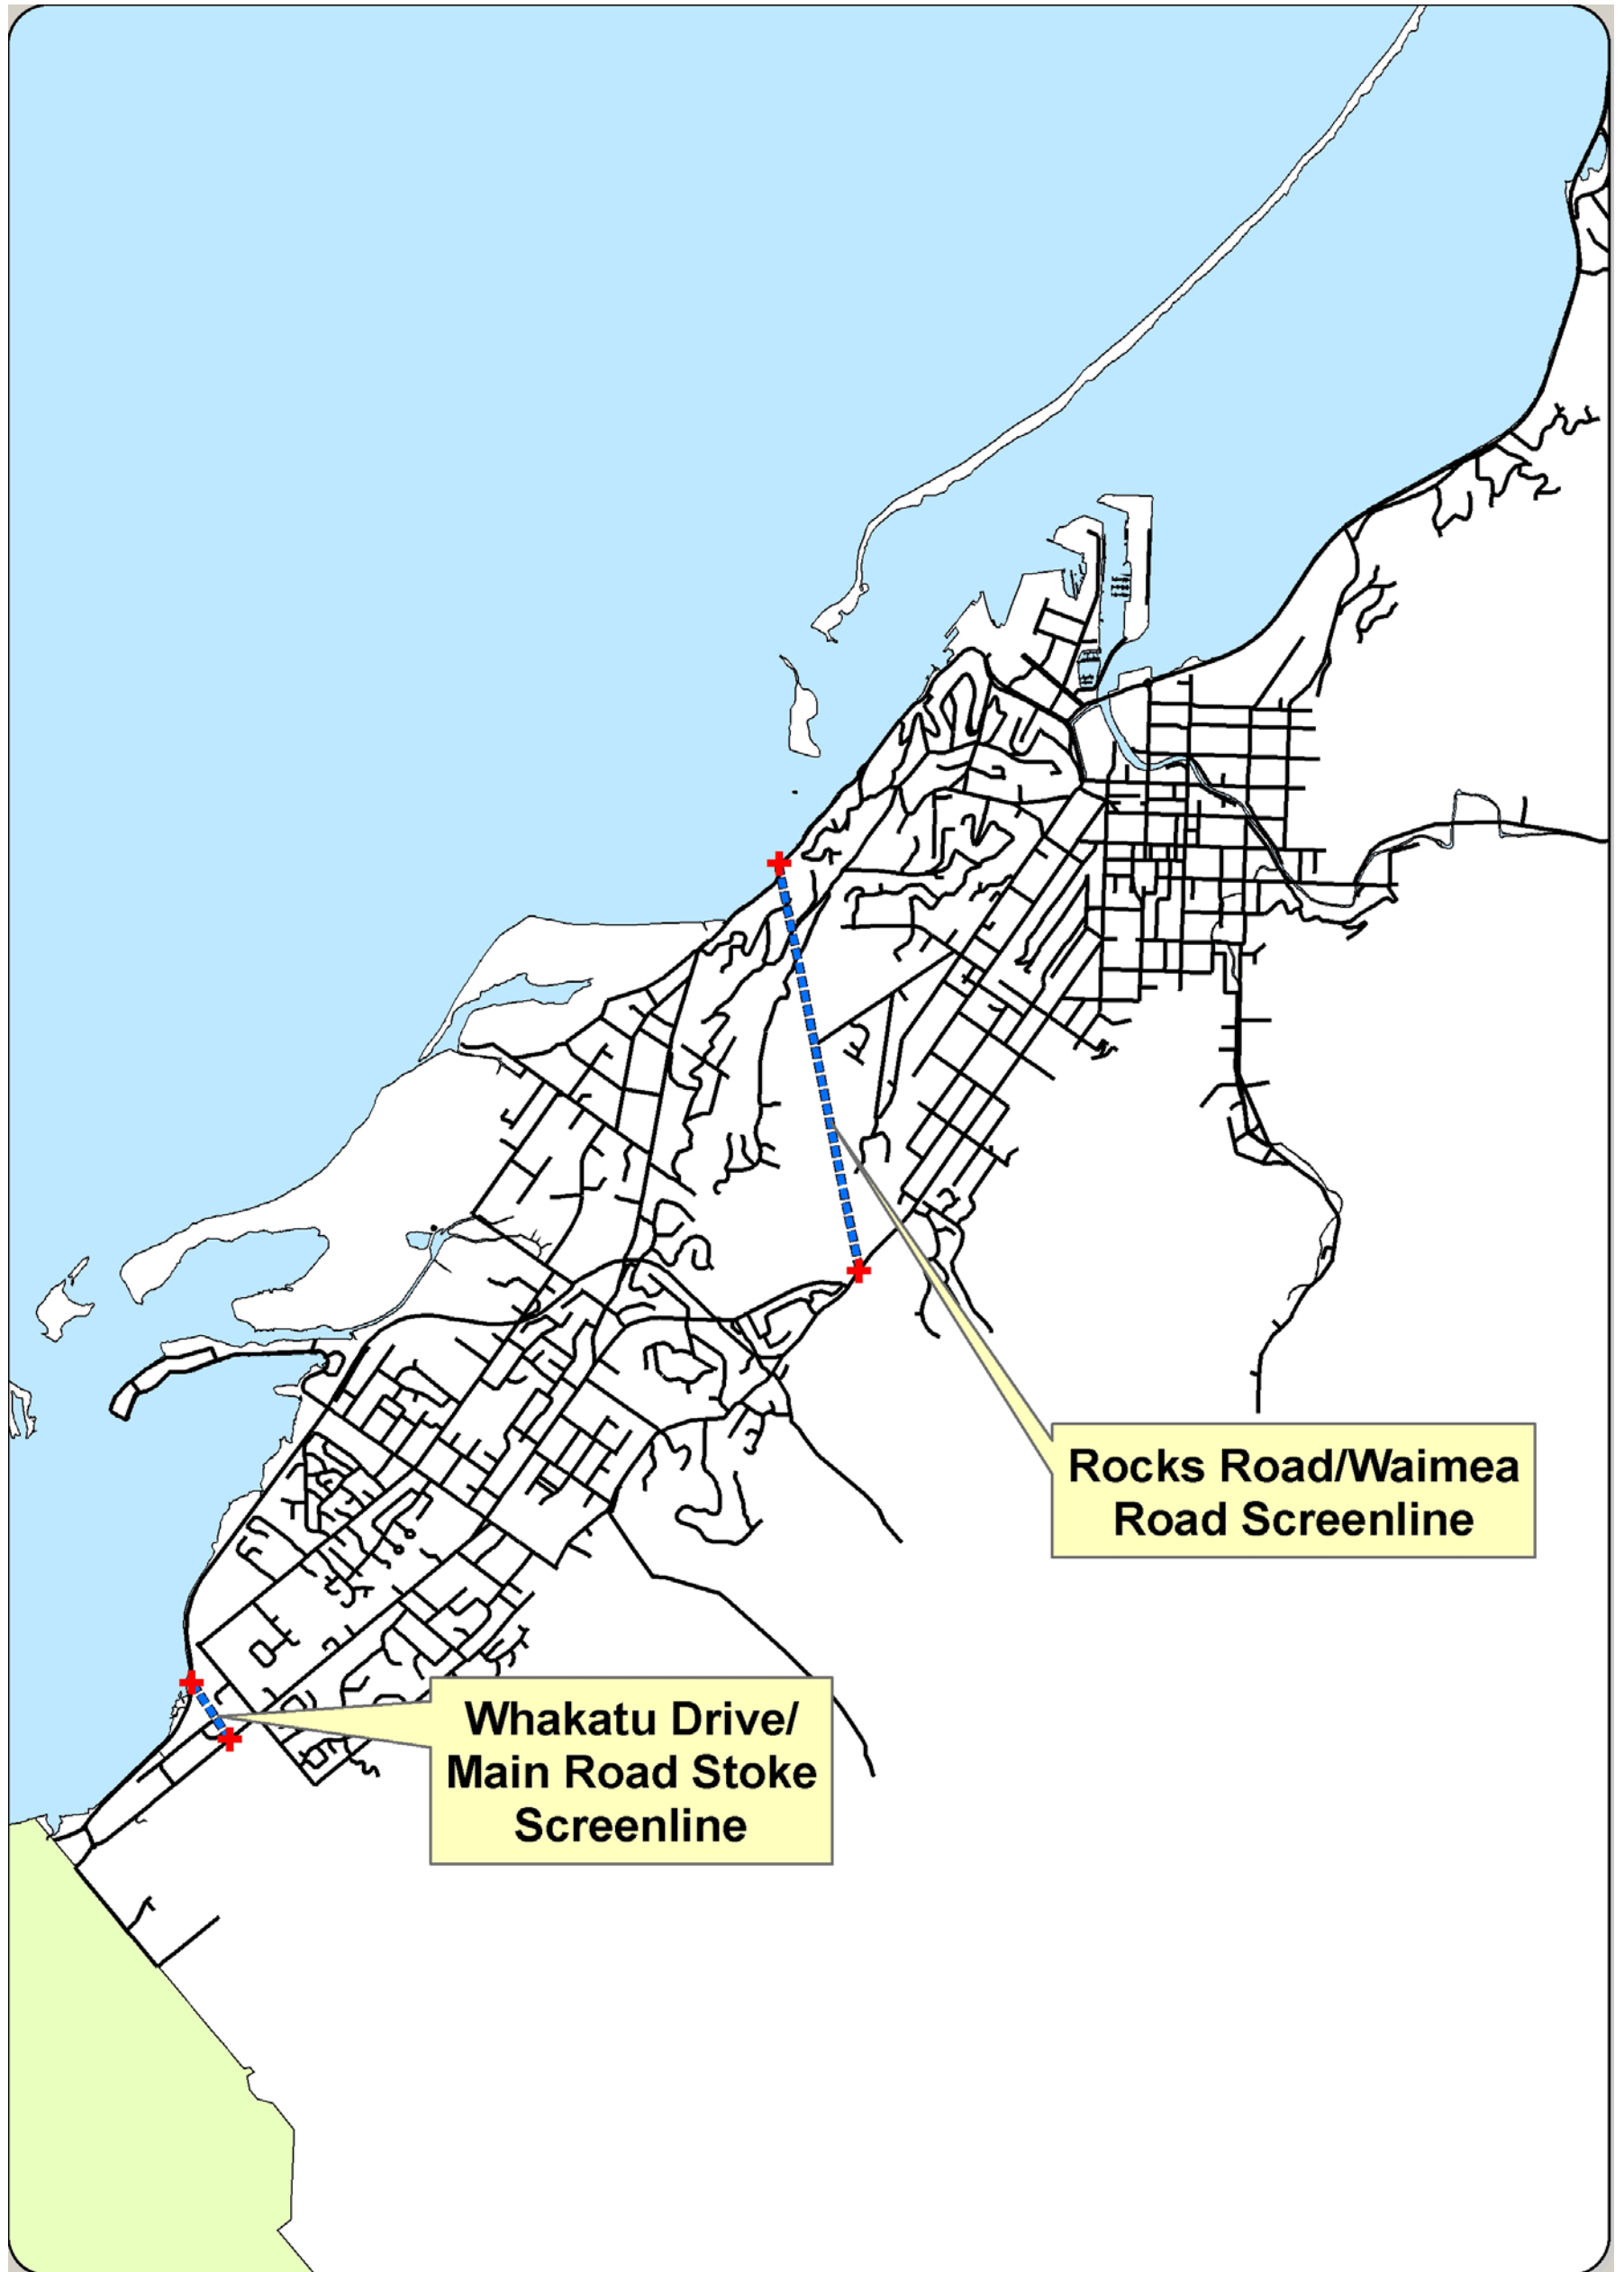 Rocks Road/Waimea
Road Screenline
Whakatu Drive/
Main Road Stoke
Screenline